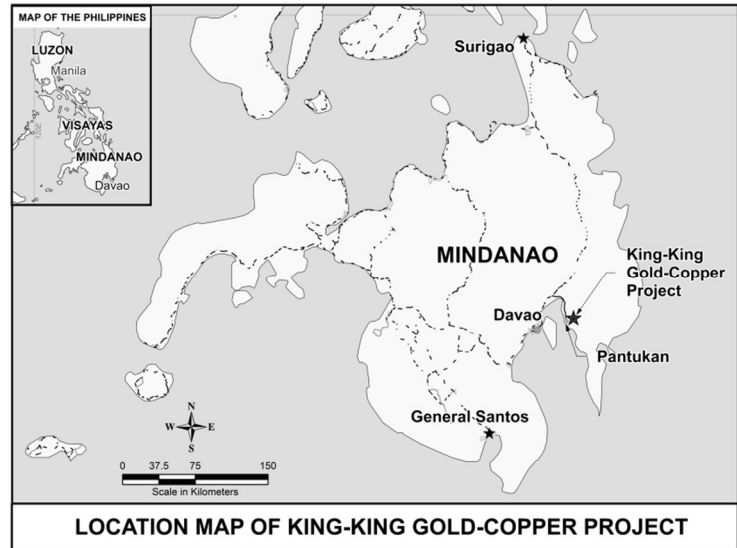 MAP OF THE PHILIPPINES
LUZON
Manila
120E
VISAYAS
MINDANAO
Davao
Surigao
MINDANAO
King-King
Gold-Copper
Project
Davao
Pantukan
General Santos
N
W E
S
0 37.5 75 150
Scale in Kilometers
LOCATION MAP OF KING-KING GOLD-COPPER PROJECT